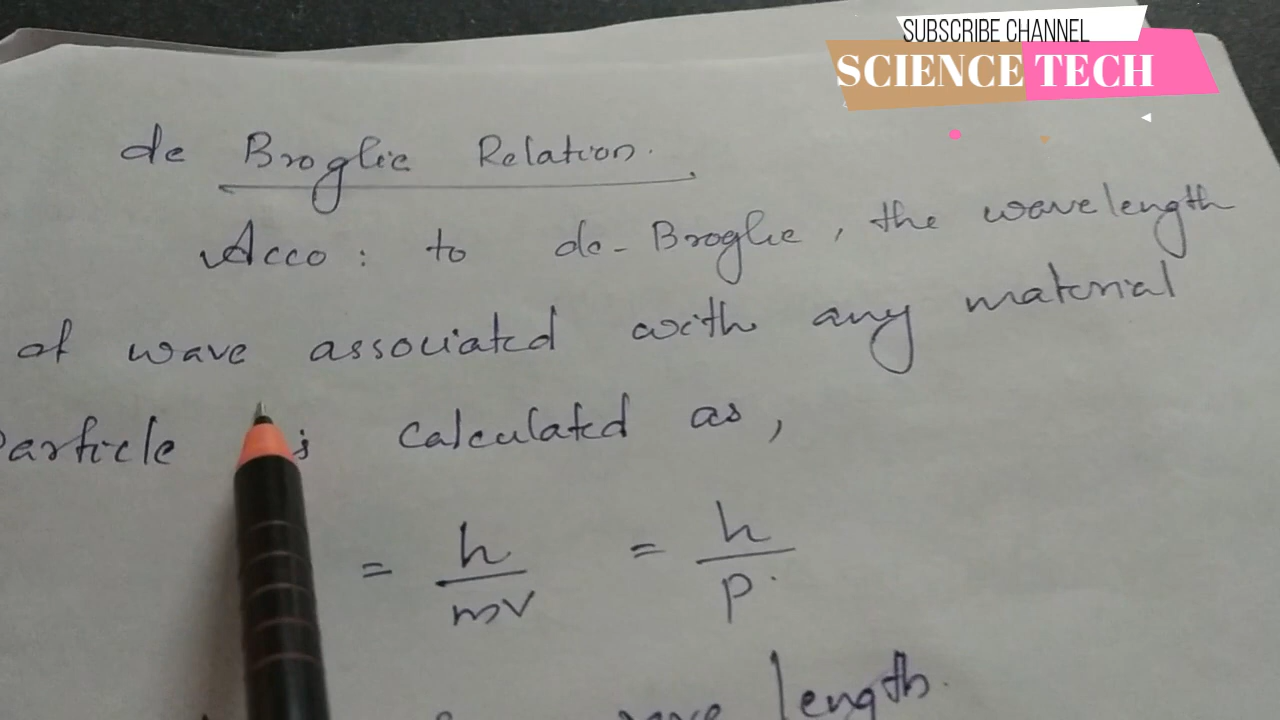 SUBSCRIBE CHANNEL
SCIENCE TECH
de Broglie Relation.
Acco: to de-Broglie, the wavelength
of wave associated with any material
particle is calculated as,
= h/mv = h/p.
length.